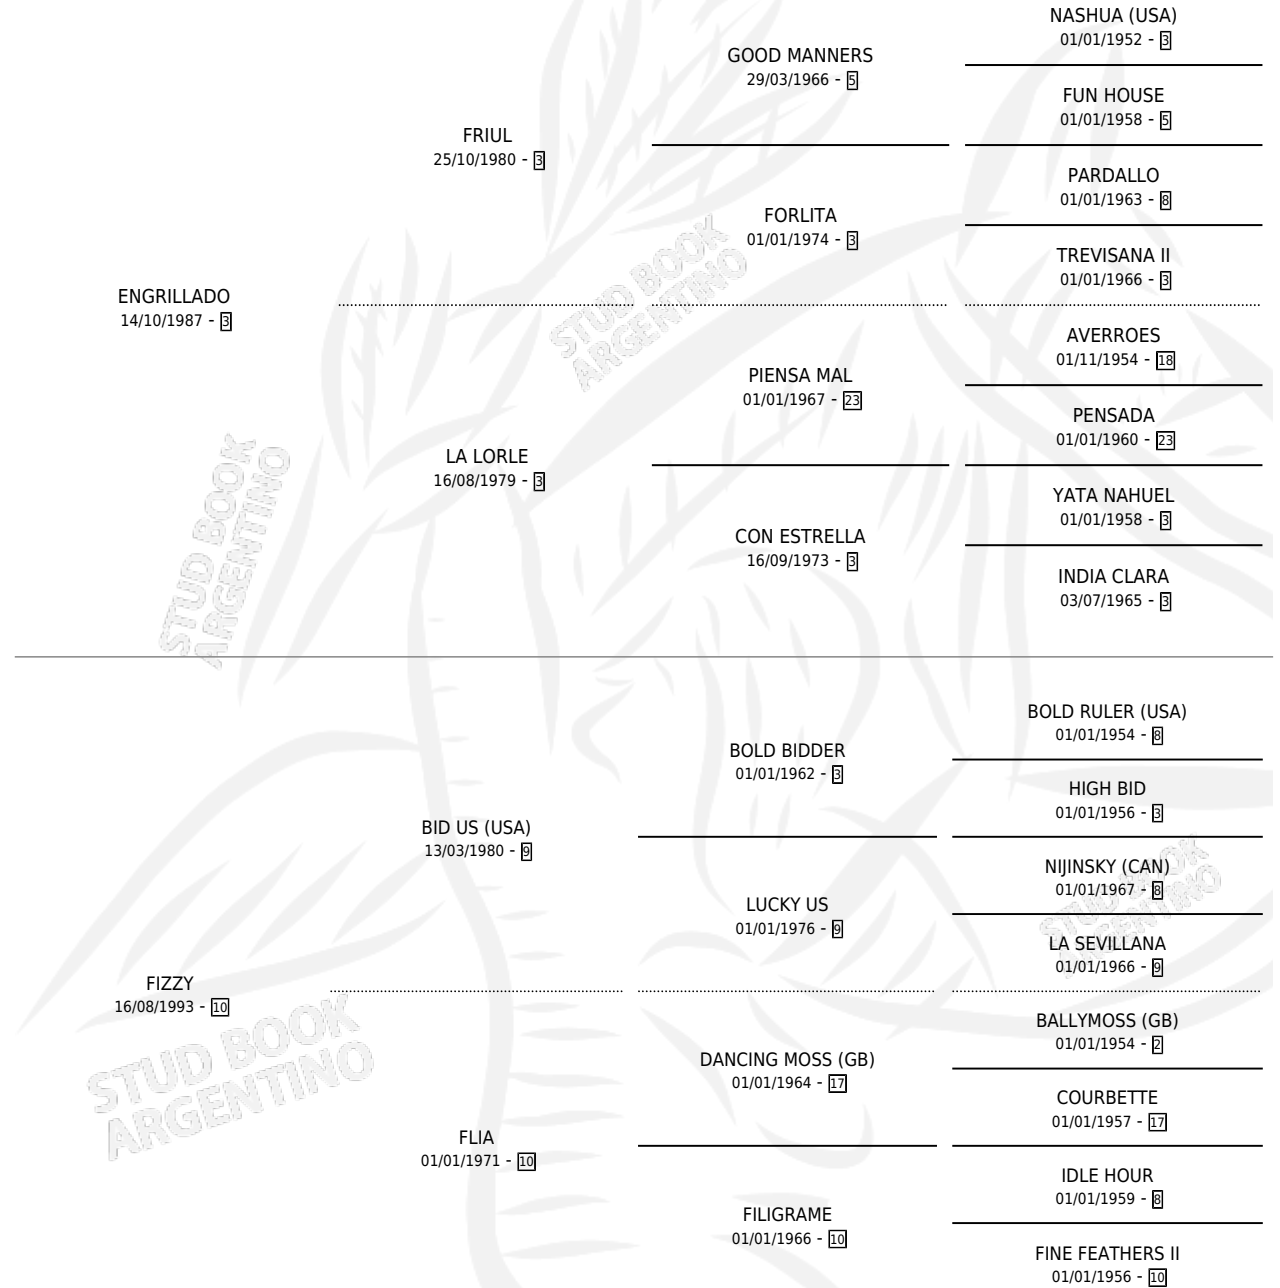 NASHUA (USA)
01/01/1952 - 3
GOOD MANNERS
29/03/1966 - 5
FUN HOUSE
01/01/1958 - 5
FRIUL
25/10/1980 - 3
PARDALLO
01/01/1963 - 8
FORLITA
01/01/1974 - 3
TREVISANA II
01/01/1966 - 3
STUD BOOK
ARGENTINO
ENGRILLADO
14/10/1987 - 3
AVERROES
01/11/1954 - 18
PIENSA MAL
01/01/1967 - 23
PENSADA
01/01/1960 - 23
LA LORLE
16/08/1979 - 3
YATA NAHUEL
01/01/1958 - 3
CON ESTRELLA
16/09/1973 - 3
INDIA CLARA
03/07/1965 - 3
STUD BOOK
ARGENTINO
BOLD RULER (USA)
01/01/1954 - 8
BOLD BIDDER
01/01/1962 - 3
HIGH BID
01/01/1956 - 3
BID US (USA)
13/03/1980 - 9
NIJINSKY (CAN)
01/01/1967 - 8
LUCKY US
01/01/1976 - 9
LA SEVILLANA
01/01/1966 - 9
STUD BOOK
ARGENTINO
FIZZY
16/08/1993 - 10
BALLYMOSS (GB)
01/01/1954 - 2
DANCING MOSS (GB)
01/01/1964 - 17
COURBETTE
01/01/1957 - 17
STUD BOOK
ARGENTINO
FLIA
01/01/1971 - 10
IDLE HOUR
01/01/1959 - 8
FILIGRAME
01/01/1966 - 10
FINE FEATHERS II
01/01/1956 - 10